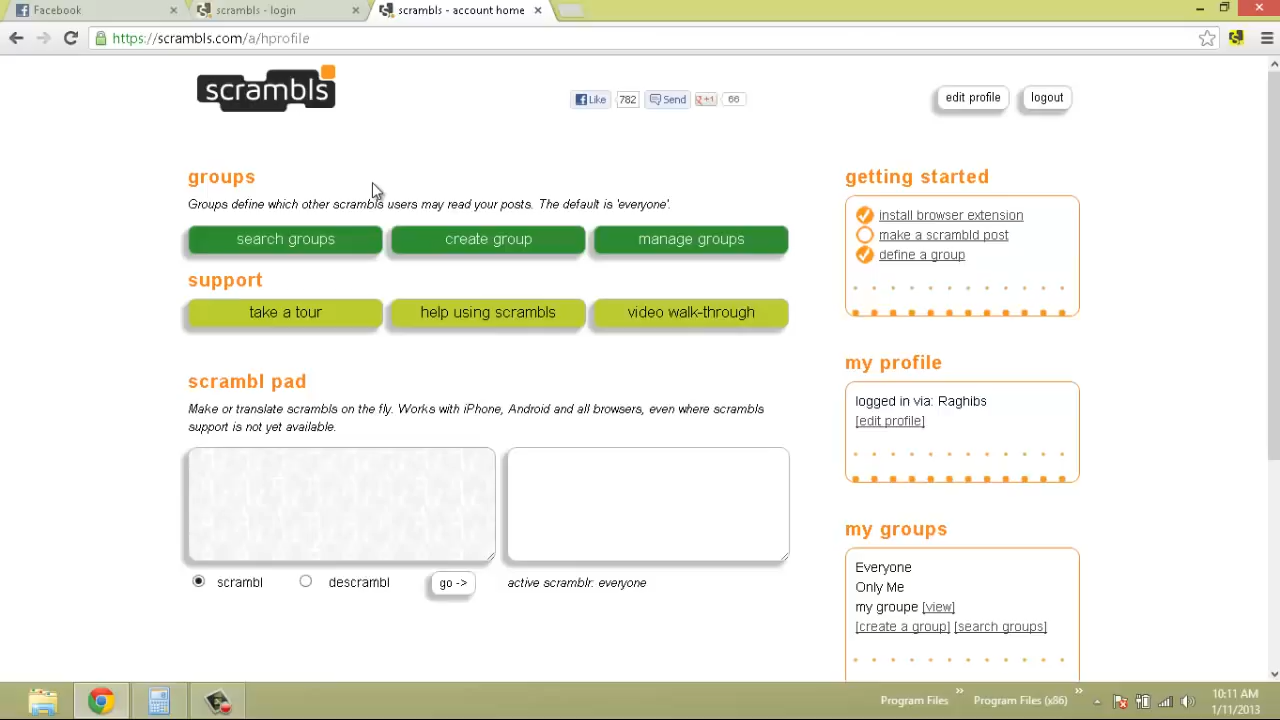 Facebook
scrambls - login
scrambls - account home
https://scrambls.com/a/hprofile
scrambls
Like 782 Send +1 66
edit profile
logout
groups
Groups define which other scrambls users may read your posts. The default is 'everyone'.
search groups
create group
manage groups
support
take a tour
help using scrambls
video walk-through
scrambl pad
Make or translate scrambls on the fly. Works with iPhone, Android and all browsers, even where scrambls
support is not yet available.
scrambl
descrambl
go ->
active scramblr: everyone
getting started
install browser extension
make a scrambld post
define a group
my profile
logged in via: Raghibs
[edit profile]
my groups
Everyone
Only Me
my groupe [view]
[create a group] [search groups]
Program Files
Program Files (x86)
10:11 AM
1/11/2013